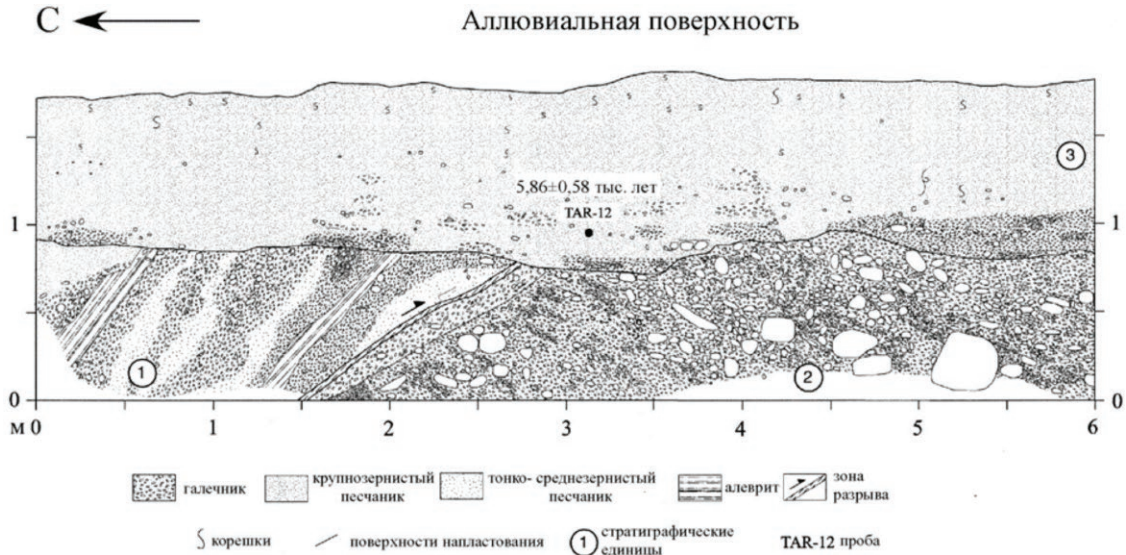 С
Аллювиальная поверхность
3
5,86±0,58 тыс. лет
TAR-12
1
1
1
2
0
0
м 0
1
2
3
4
5
6
галечник
крупнозернистый
песчаник
тонко- среднезернистый
песчаник
алеврит
зона
разрыва
корешки
поверхности напластования
1
стратиграфические
единицы
TAR-12 проба